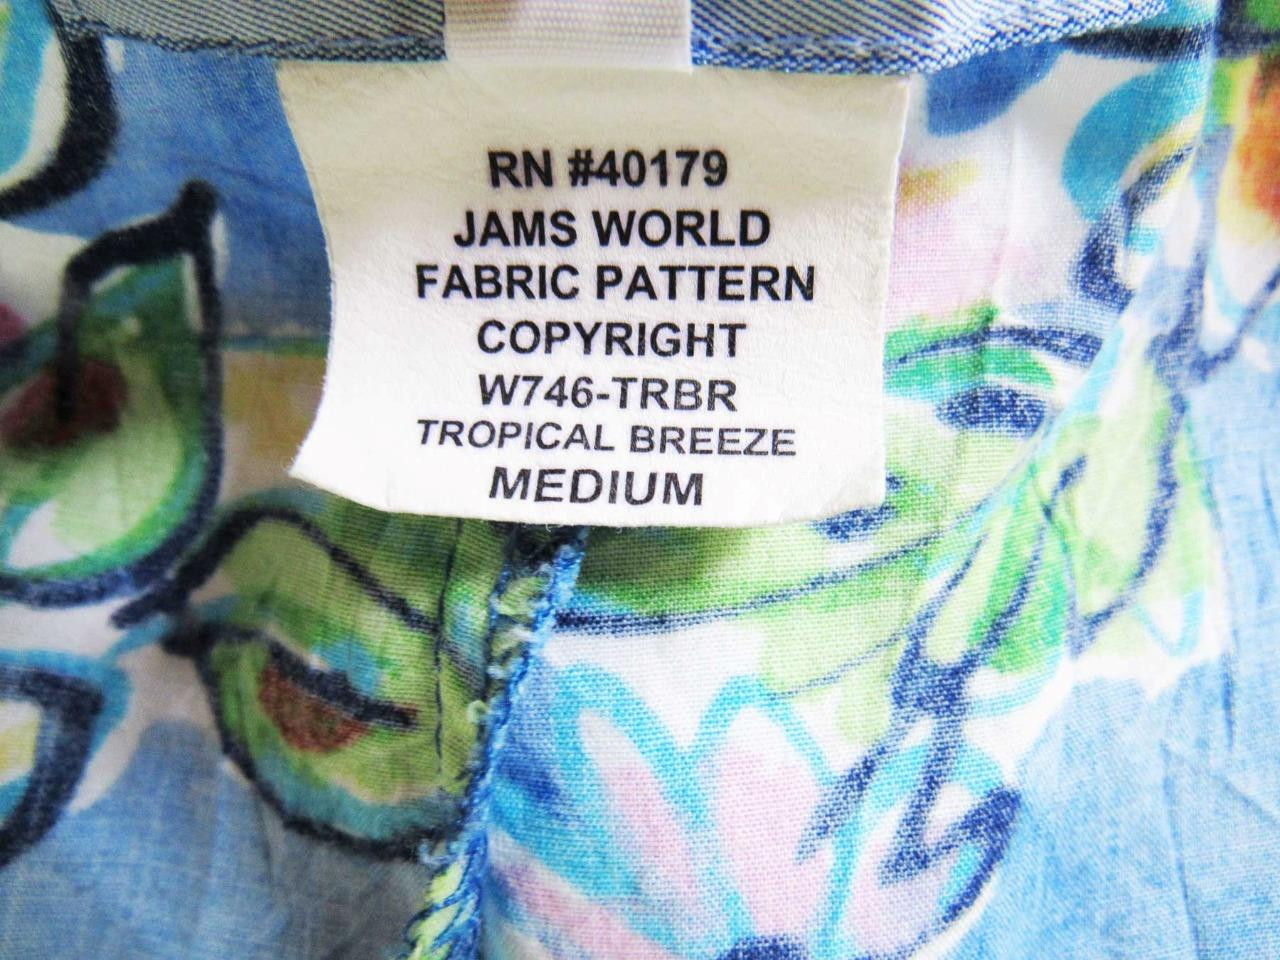 RN #40179
JAMS WORLD
FABRIC PATTERN
COPYRIGHT
W746-TRBR
TROPICAL BREEZE
MEDIUM